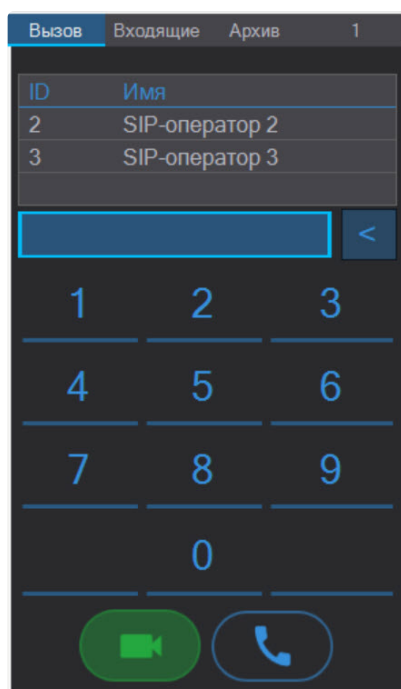 Вызов Входящие Архив 1
ID Имя
2 SIP-оператор 2
3 SIP-оператор 3
<
1 2 3
4 5 6
7 8 9
0